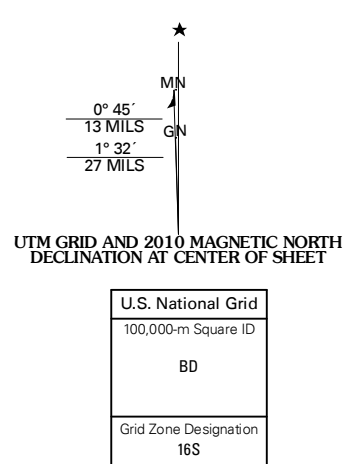 MN
0° 45´
13 MILS
GN
1° 32´
27 MILS
UTM GRID AND 2010 MAGNETIC NORTH
DECLINATION AT CENTER OF SHEET
U.S. National Grid
100,000-m Square ID
BD
Grid Zone Designation
16S